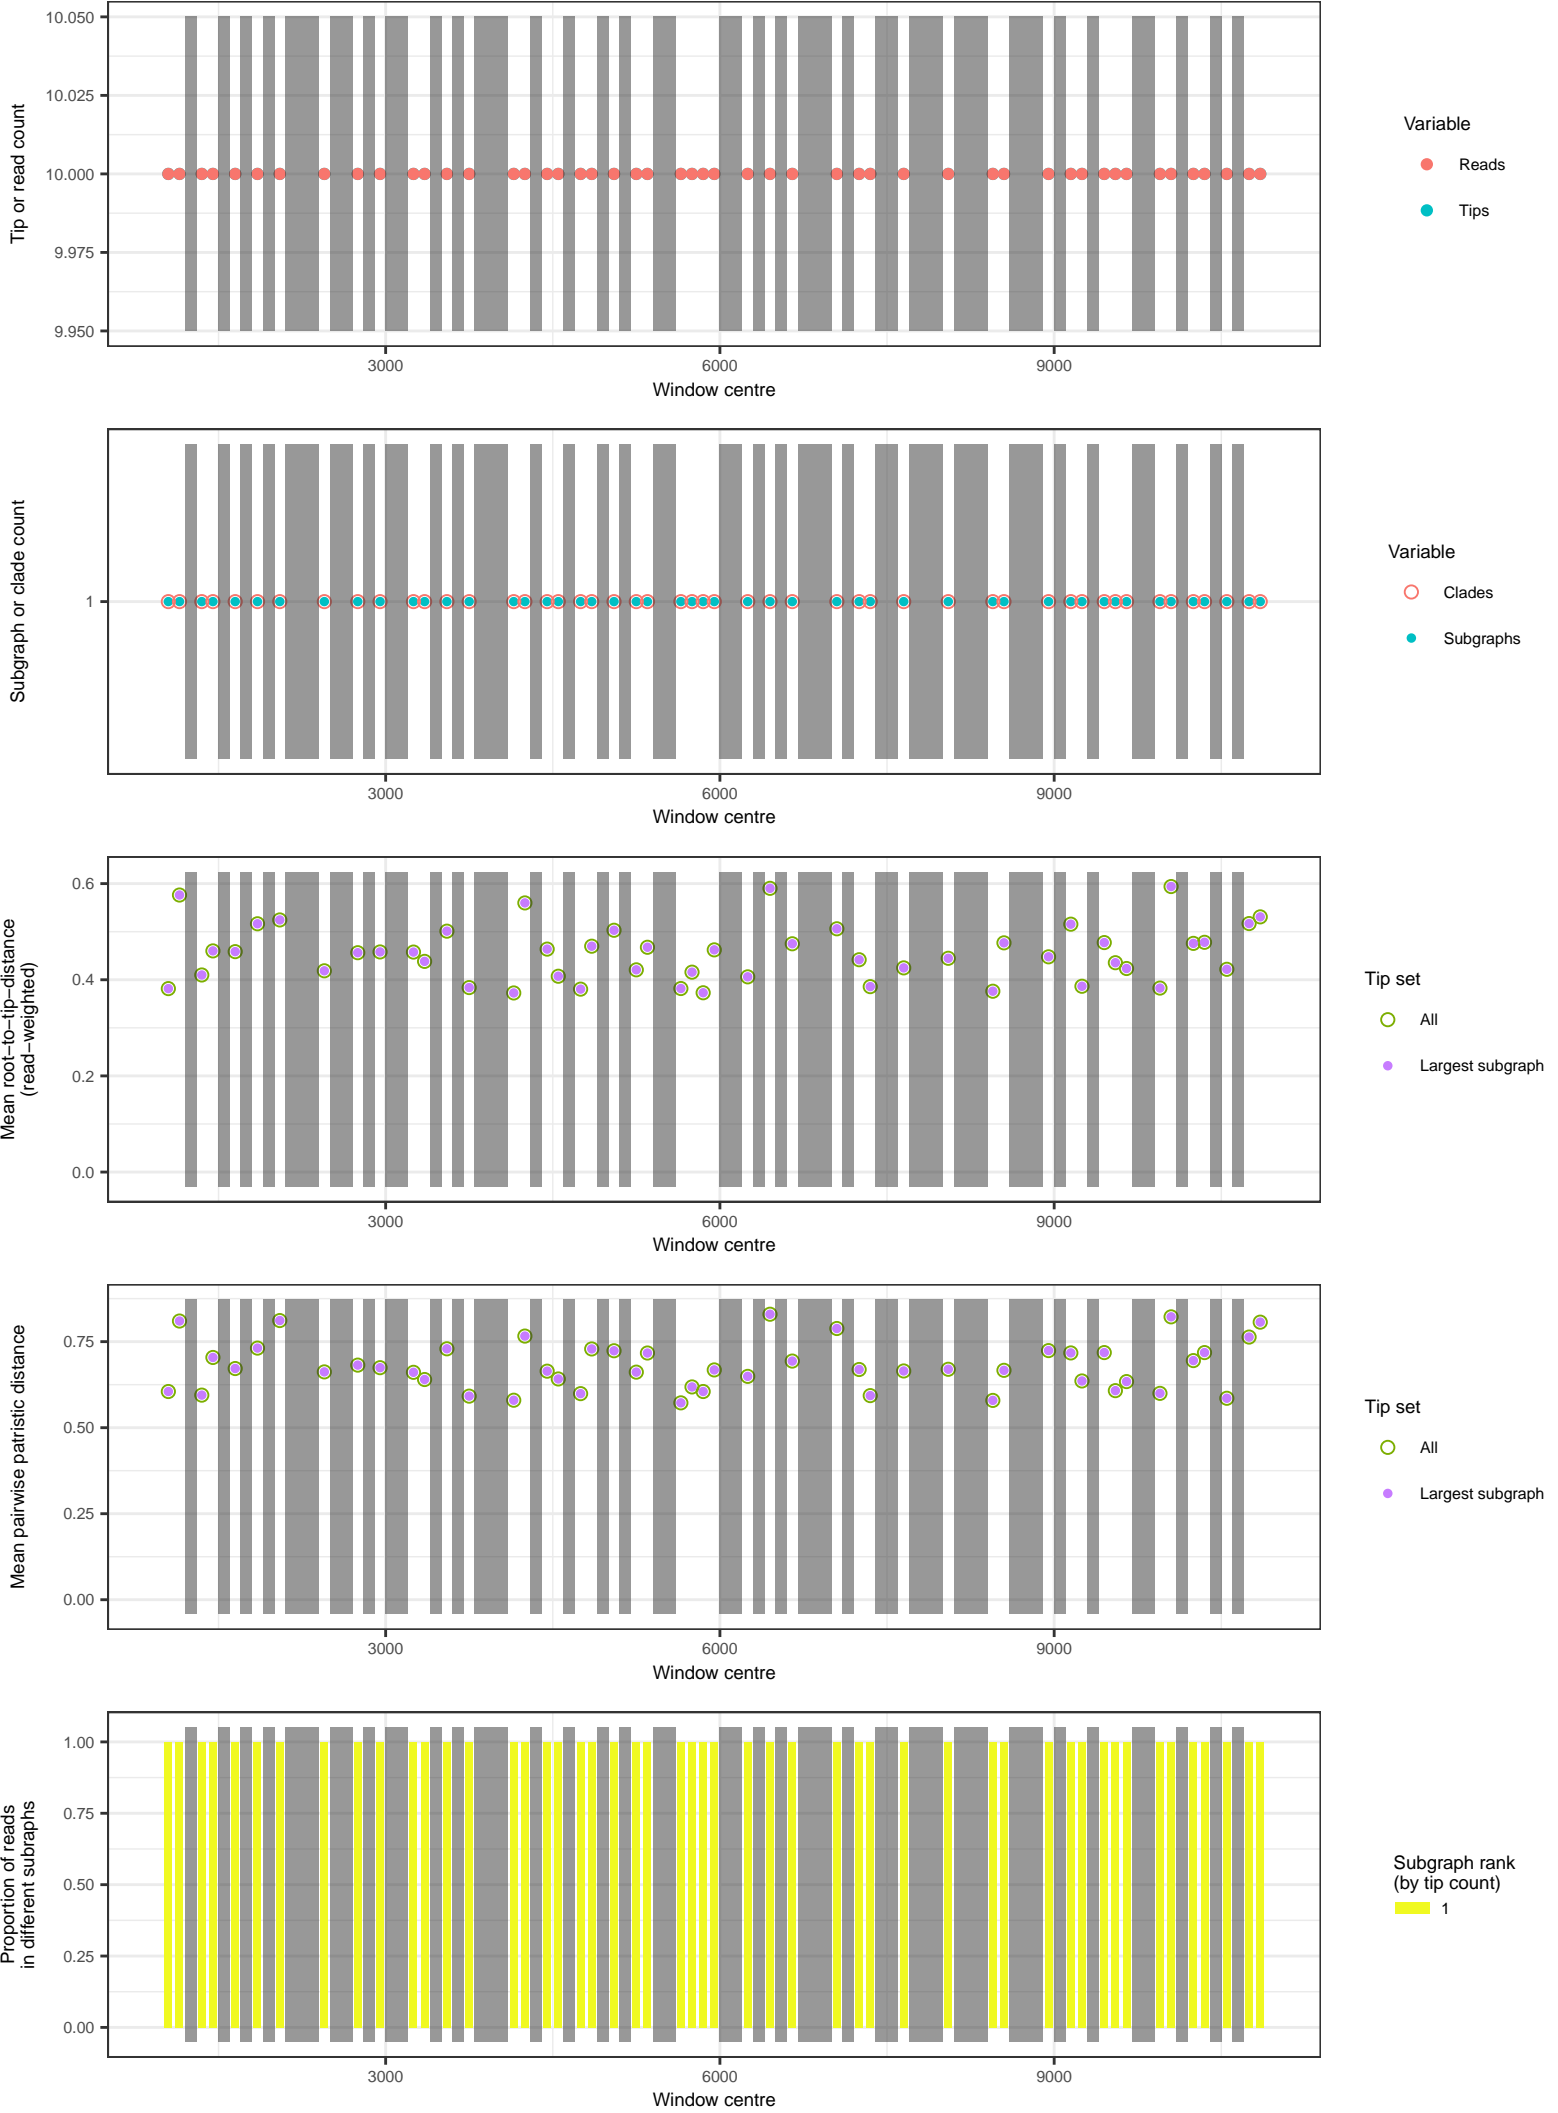 10.050
10.025
10.000
9.975
9.950
Tip or read count
3000
6000
9000
Window centre
Variable
Reads
Tips
Subgraph or clade count
1
3000
6000
9000
Window centre
Variable
Clades
Subgraphs
Mean root−to−tip−distance
(read−weighted)
0.6
0.4
0.2
0.0
3000
6000
9000
Window centre
Tip set
All
Largest subgraph
Mean pairwise patristic distance
0.75
0.50
0.25
0.00
3000
6000
9000
Window centre
Tip set
All
Largest subgraph
Proportion of reads
in different subraphs
1.00
0.75
0.50
0.25
0.00
3000
6000
9000
Window centre
Subgraph rank
(by tip count)
1